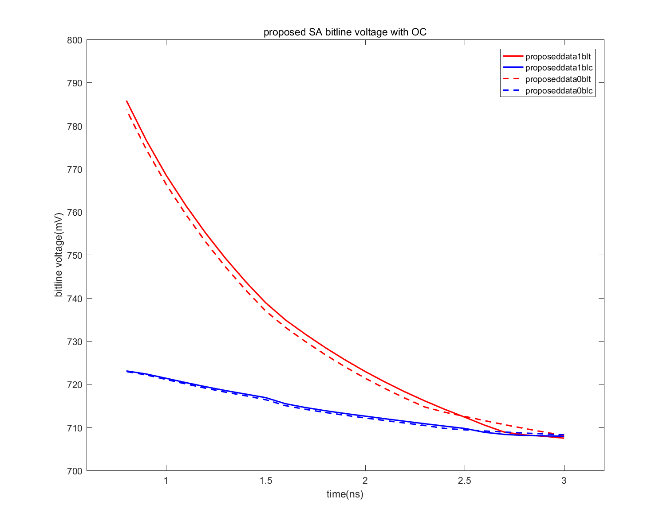 proposed SA bitline voltage with OC
800
790
780
770
760
750
740
730
720
710
700
bitline voltage(mV)
proposeddata1blt
proposeddata1blc
proposeddata0blt
proposeddata0blc
1
1.5
2
2.5
3
time(ns)